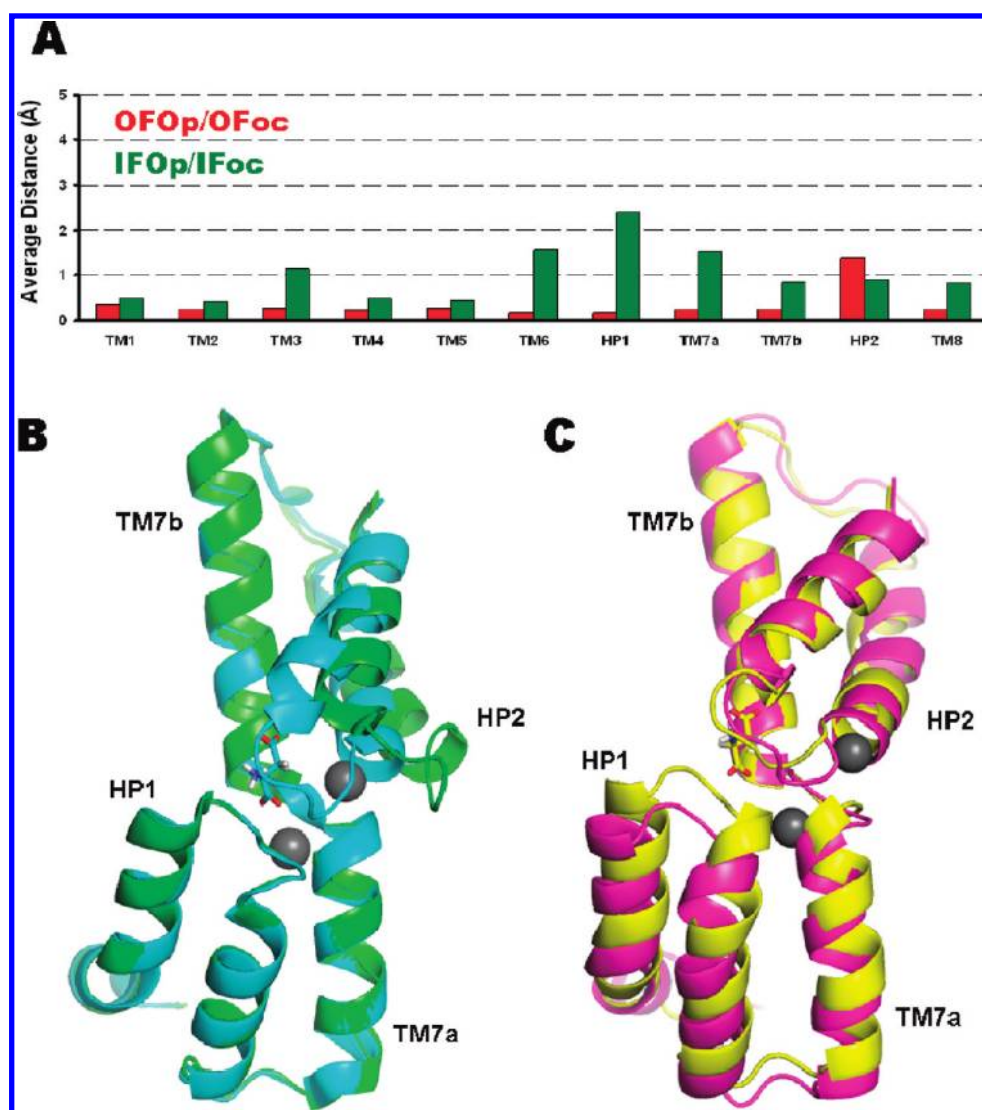 A
Average Distance (Å)
5
4
3
2
1
0
OFOp/OFoc
IFOp/IFoc
TM1 TM2 TM3 TM4 TM5 TM6 HP1 TM7a TM7b HP2 TM8
B
C
TM7b
TM7b
HP2
HP2
HP1
HP1
TM7a
TM7a